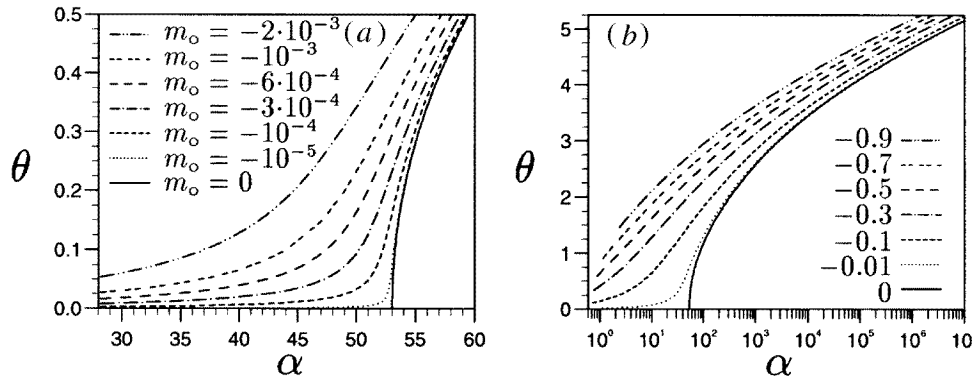 (a)
0.5
0.4
0.3
0.2
0.1
0.0
θ
m₀ = −2·10⁻³
m₀ = −10⁻³
m₀ = −6·10⁻⁴
m₀ = −3·10⁻⁴
m₀ = −10⁻⁴
m₀ = −10⁻⁵
m₀ = 0
30 35 40 45 50 55 60
α
(b)
5
4
3
2
1
0
θ
−0.9
−0.7
−0.5
−0.3
−0.1
−0.01
0
10⁰ 10¹ 10² 10³ 10⁴ 10⁵ 10⁶ 10
α